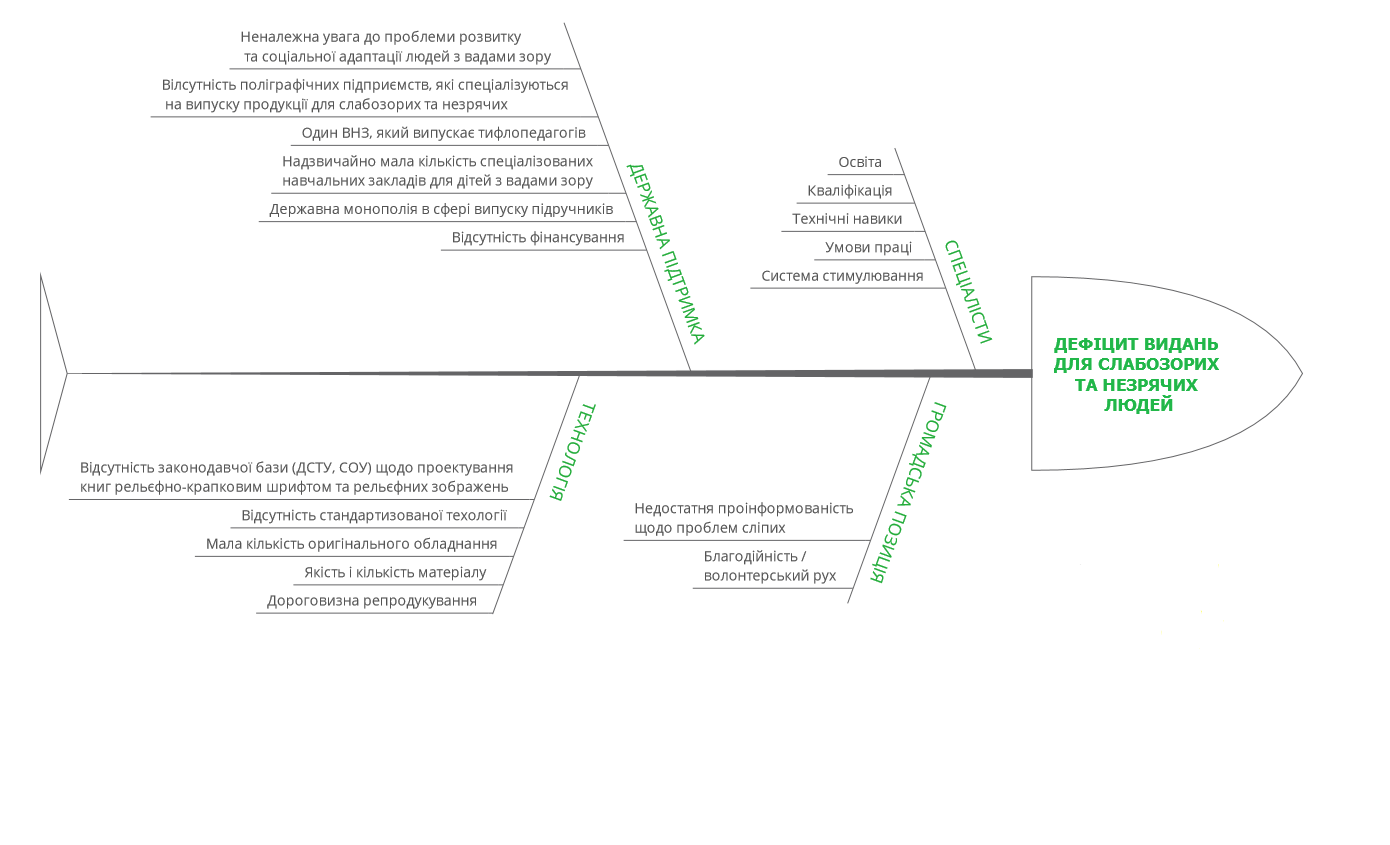 Неналежна увага до проблеми розвитку
та соціальної адаптації людей з вадами зору
Вілсутність поліграфічних підприємств, які спеціалізуються
на випуску продукції для слабозорих та незрячих
Один ВНЗ, який випускає тифлопедагогів
Надзвичайно мала кількість спеціалізованих
навчальних закладів для дітей з вадами зору
Державна монополія в сфері випуску підручників
Відсутність фінансування
ДЕРЖАВНА ПІДТРИМКА
Освіта
Кваліфікація
Технічні навики
Умови праці
Система стимулювання
СПЕЦІАЛІСТИ
ДЕФІЦИТ ВИДАНЬ
ДЛЯ СЛАБОЗОРИХ
ТА НЕЗРЯЧИХ
ЛЮДЕЙ
ТЕХНОЛОГІЯ
Відсутність законодавчої бази (ДСТУ, СОУ) щодо проектування
книг рельєфно-крапковим шрифтом та рельєфних зображень
Відсутність стандартизованої техології
Мала кількість оригінального обладнання
Якість і кількість матеріалу
Дороговизна репродукування
ГРОМАДСЬКА ПОЗИЦІЯ
Недостатня проінформованість
щодо проблем сліпих
Благодійність /
волонтерський рух